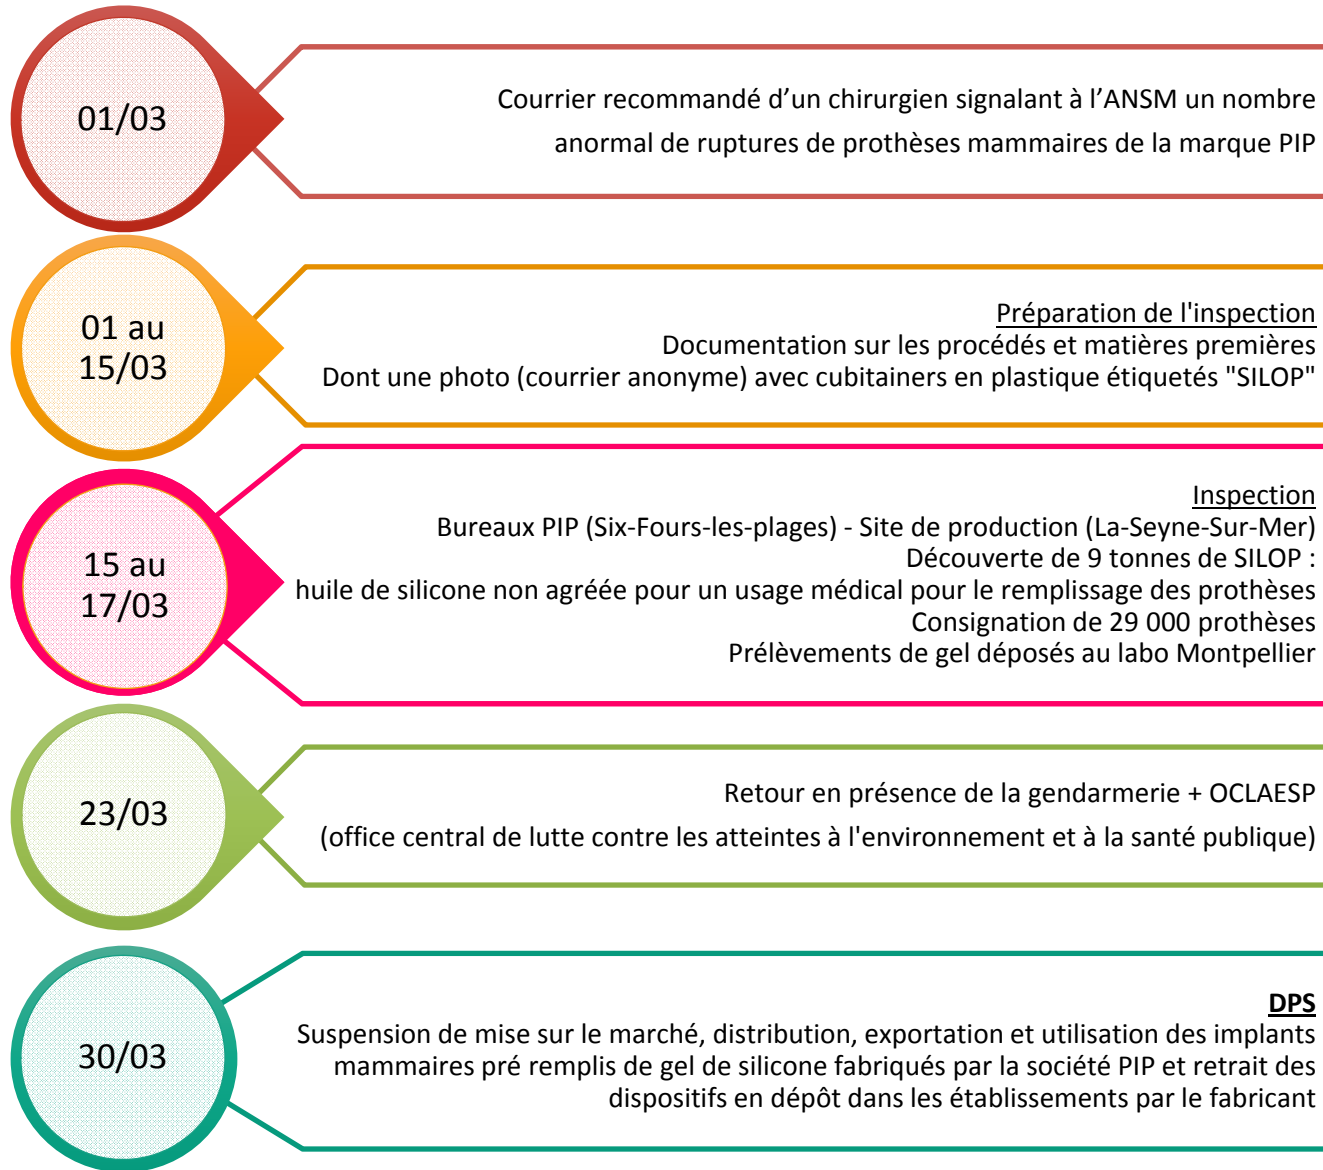 01/03
Courrier recommandé d’un chirurgien signalant à l’ANSM un nombre
anormal de ruptures de prothèses mammaires de la marque PIP
01 au
15/03
Préparation de l'inspection
Documentation sur les procédés et matières premières
Dont une photo (courrier anonyme) avec cubitainers en plastique étiquetés "SILOP"
15 au
17/03
Inspection
Bureaux PIP (Six-Fours-les-plages) - Site de production (La-Seyne-Sur-Mer)
Découverte de 9 tonnes de SILOP :
huile de silicone non agréée pour un usage médical pour le remplissage des prothèses
Consignation de 29 000 prothèses
Prélèvements de gel déposés au labo Montpellier
23/03
Retour en présence de la gendarmerie + OCLAESP
(office central de lutte contre les atteintes à l'environnement et à la santé publique)
30/03
DPS
Suspension de mise sur le marché, distribution, exportation et utilisation des implants
mammaires pré remplis de gel de silicone fabriqués par la société PIP et retrait des
dispositifs en dépôt dans les établissements par le fabricant